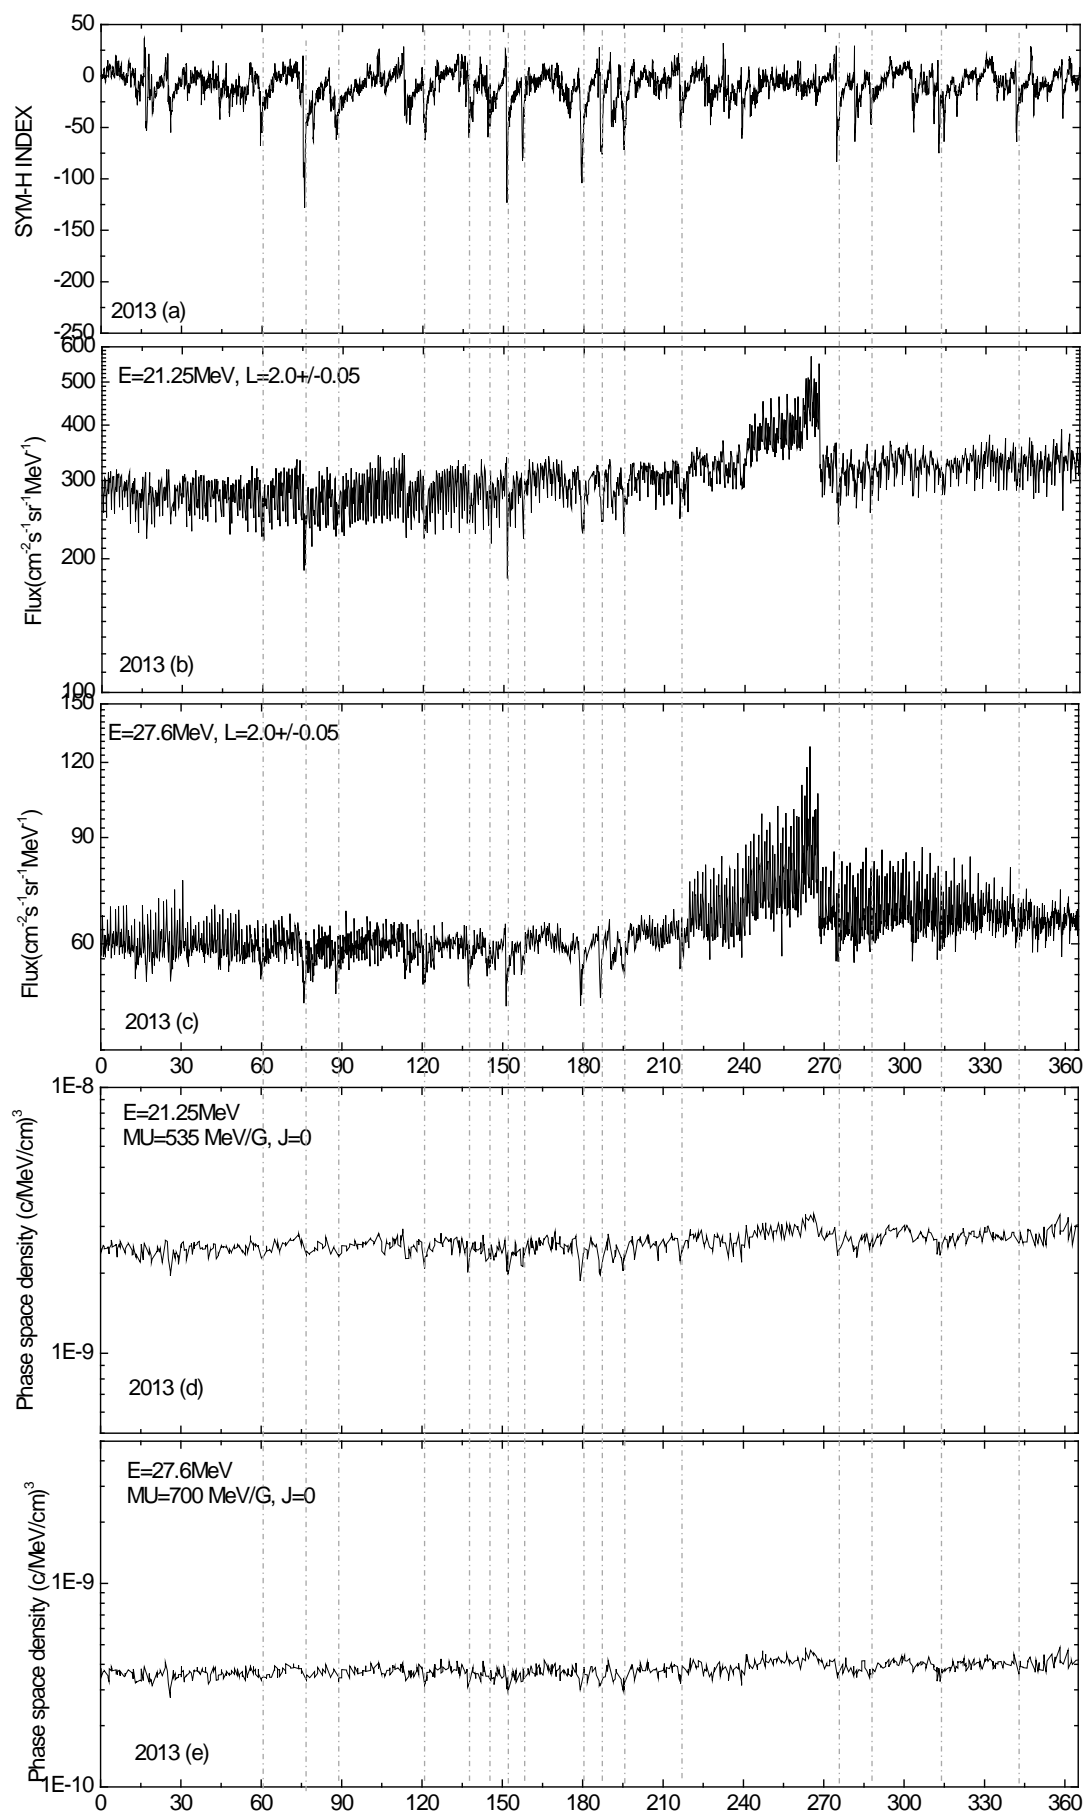 50
0
-50
-100
-150
-200
-250
SYM-H INDEX
2013 (a)
600
500
400
300
200
100
Flux(cm-2s-1sr-1MeV-1)
E=21.25MeV, L=2.0+/-0.05
2013 (b)
150
120
90
60
Flux(cm-2s-1sr-1MeV-1)
E=27.6MeV, L=2.0+/-0.05
2013 (c)
0 30 60 90 120 150 180 210 240 270 300 330 360
1E-8
1E-9
Phase space density (c/MeV/cm)3
E=21.25MeV
MU=535 MeV/G, J=0
2013 (d)
1E-9
1E-10
Phase space density (c/MeV/cm)3
E=27.6MeV
MU=700 MeV/G, J=0
2013 (e)
0 30 60 90 120 150 180 210 240 270 300 330 360